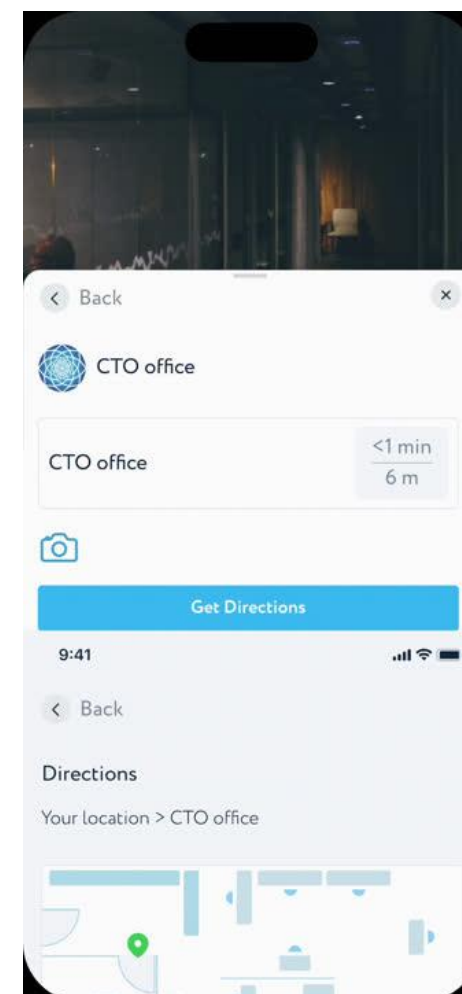 Back
CTO office
CTO office
<1 min
6 m
Get Directions
9:41
Back
Directions
Your location > CTO office